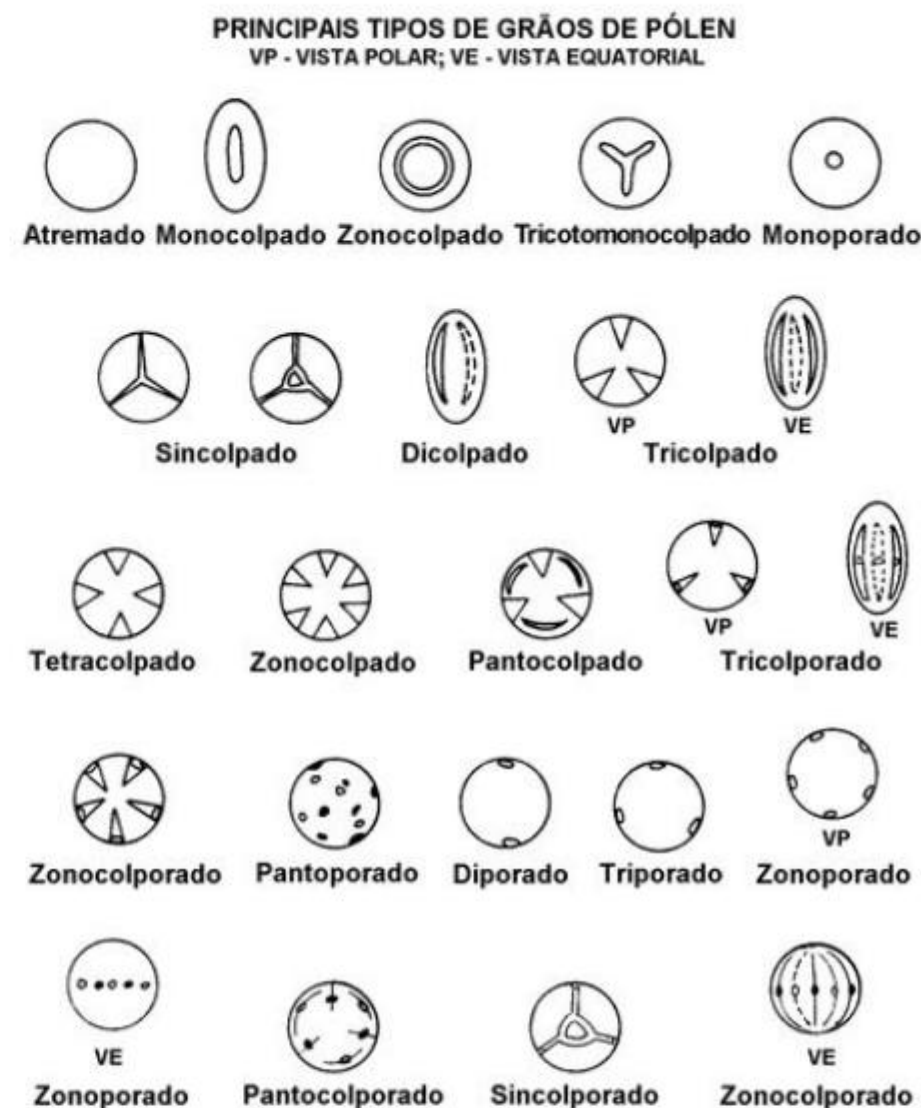 PRINCIPAIS TIPOS DE GRÃOS DE PÓLEN
VP - VISTA POLAR; VE - VISTA EQUATORIAL
Atremado Monocolpado Zonocolpado Tricotomonocolpado Monoporado
VP VE
Sincolpado Dicolpado Tricolpado
VP VE
Tetracolpado Zonocolpado Pantocolpado Tricolporado
VP
Zonocolporado Pantoporado Diporado Triporado Zonoporado
VE VE
Zonoporado Pantocolporado Sincolporado Zonocolporado